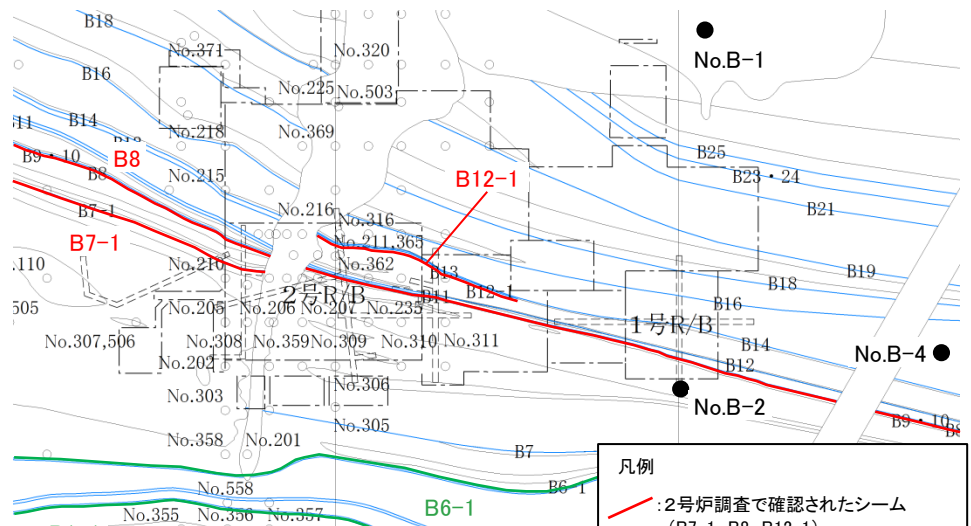 B18
No.371
No.320
No.B-1
B16
No.225
No.503
B14
No.218
No.369
B25
B9・10
B8
B8
No.215
B12-1
B23・24
B7-1
No.216
No.316
B21
B7-1
No.211,365
No.210
No.362
B13
B19
B18
2号R/B
B11
B12-1
B16
No.205
No.206
No.207
No.235
1号R/B
No.307,506
No.308
No.359
No.309
No.310
No.311
B14
No.B-4
No.202
B12
No.303
No.306
No.B-2
No.305
B9・10
No.358
No.201
B7
凡例
No.558
B6-1
B6-1
:2号炉調査で確認されたシーム
No.355
No.356
No.357
(B7-1,B8,B12-1)